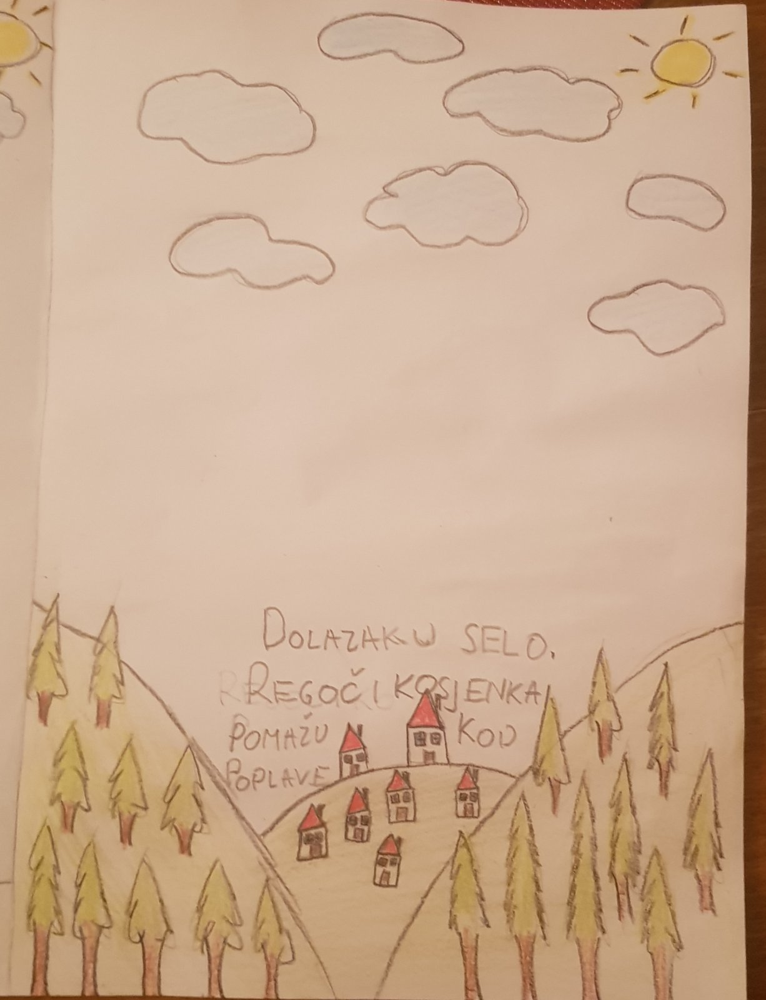 DOLAZAK U SELO.
REGOČ I KOSJENKA
POMAŽU KOD
POPLAVE